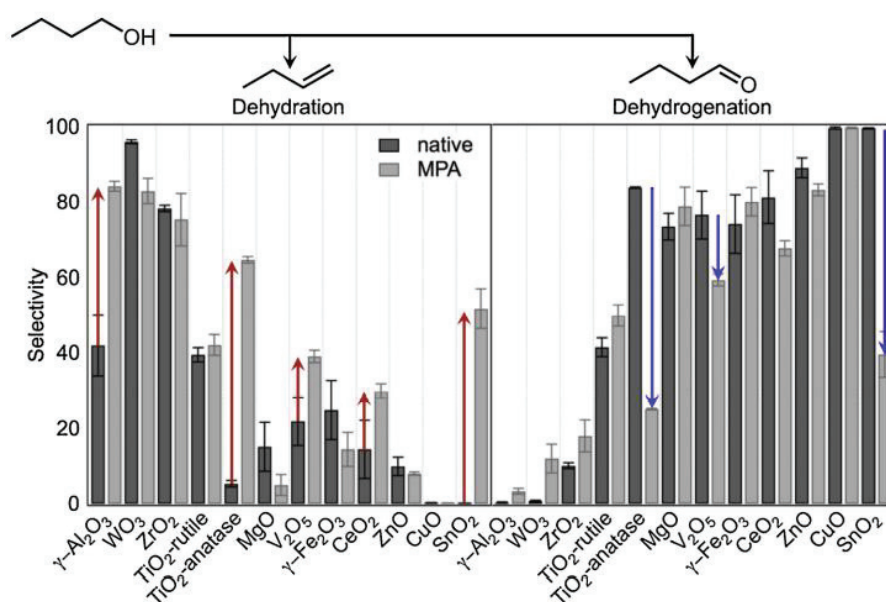 OH
O
Dehydration Dehydrogenation
100
80
60
40
20
0
Selectivity
native
MPA
γ–Al₂O₃
WO₃
ZrO₂
TiO₂-rutile
TiO₂-anatase
MgO
V₂O₅
γ–Fe₂O₃
CeO₂
ZnO
CuO
SnO₂
γ–Al₂O₃
WO₃
ZrO₂
TiO₂-rutile
TiO₂-anatase
MgO
V₂O₅
γ–Fe₂O₃
CeO₂
ZnO
CuO
SnO₂